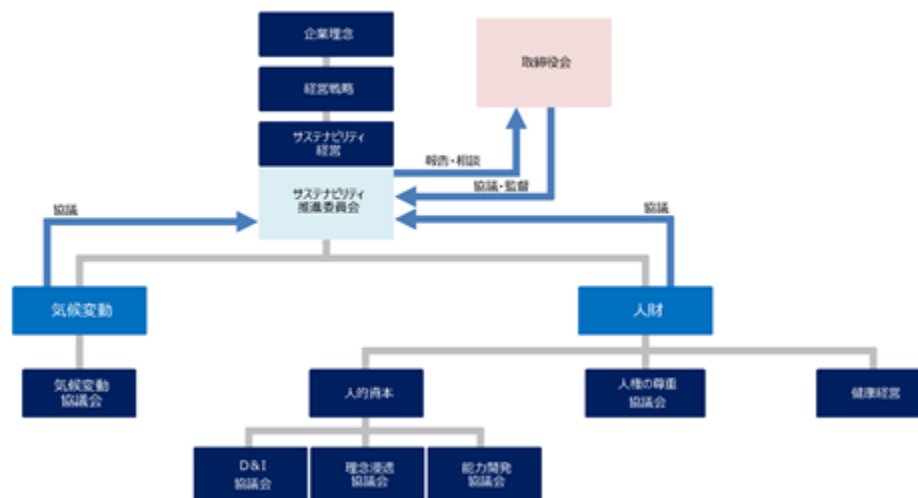 企業理念
取締役会
経営戦略
サステナビリティ
経営
報告・相談
協議・監督
サステナビリティ
推進委員会
協議
協議
気候変動
人財
気候変動
協議会
人的資本
人権の尊重
協議会
健康経営
D&I
協議会
理念浸透
協議会
能力開発
協議会